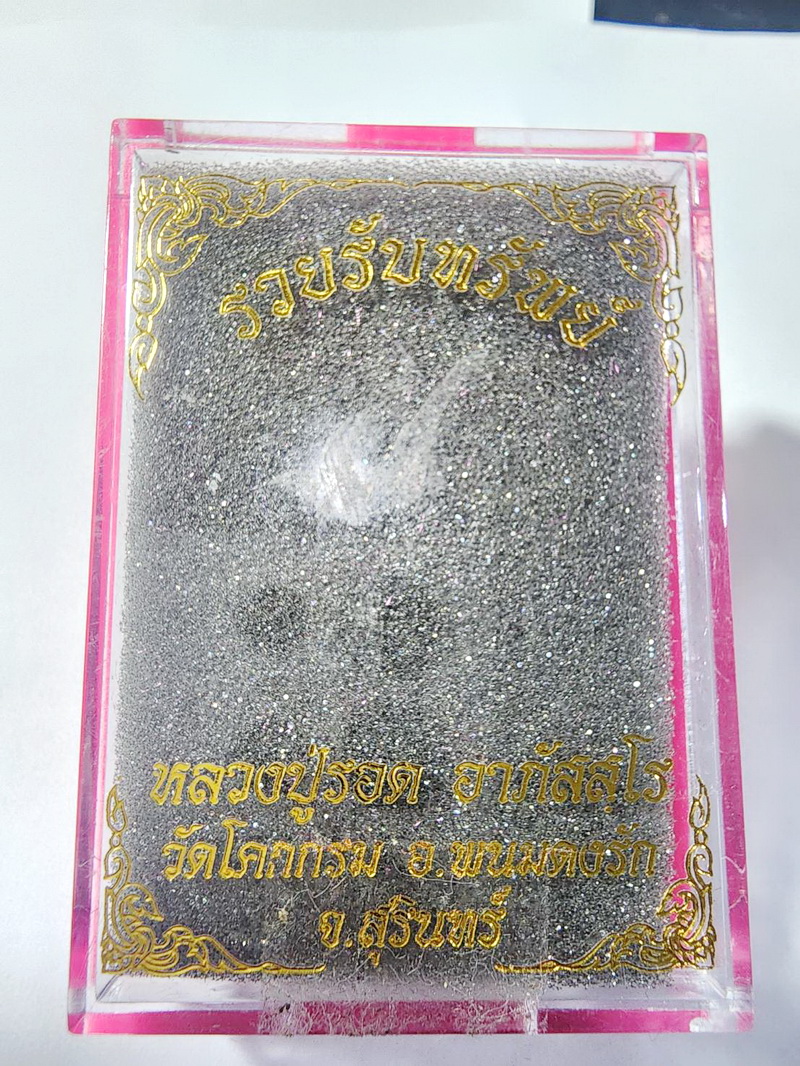 รวยรับทรัพย์
หลวงปู่รอด อาภัสสฺโร
วัดโคกกรม อ.พนมดงรัก
จ.สุรินทร์